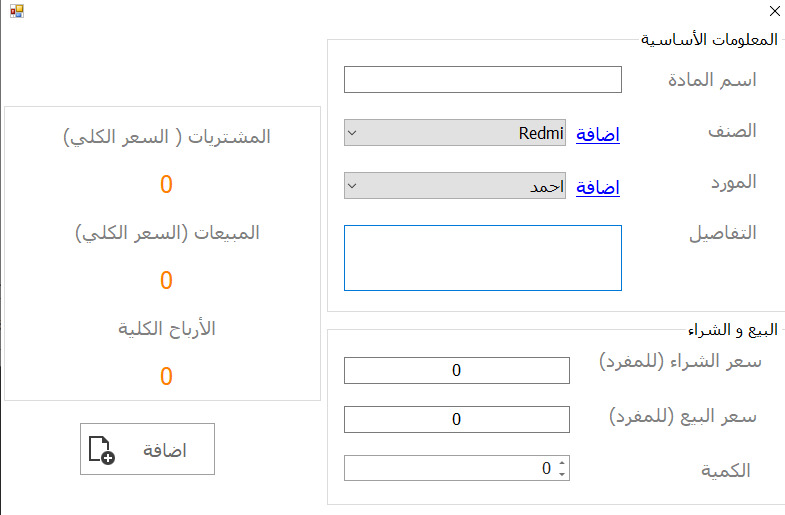 المعلومات الأساسية
اسم المادة
الصنف
اضافة
Redmi
المورد
اضافة
احمد
التفاصيل
البيع و الشراء
سعر الشراء (للمفرد)
0
سعر البيع (للمفرد)
0
الكمية
0
المشتريات ( السعر الكلي)
0
المبيعات (السعر الكلي)
0
الأرباح الكلية
0
اضافة